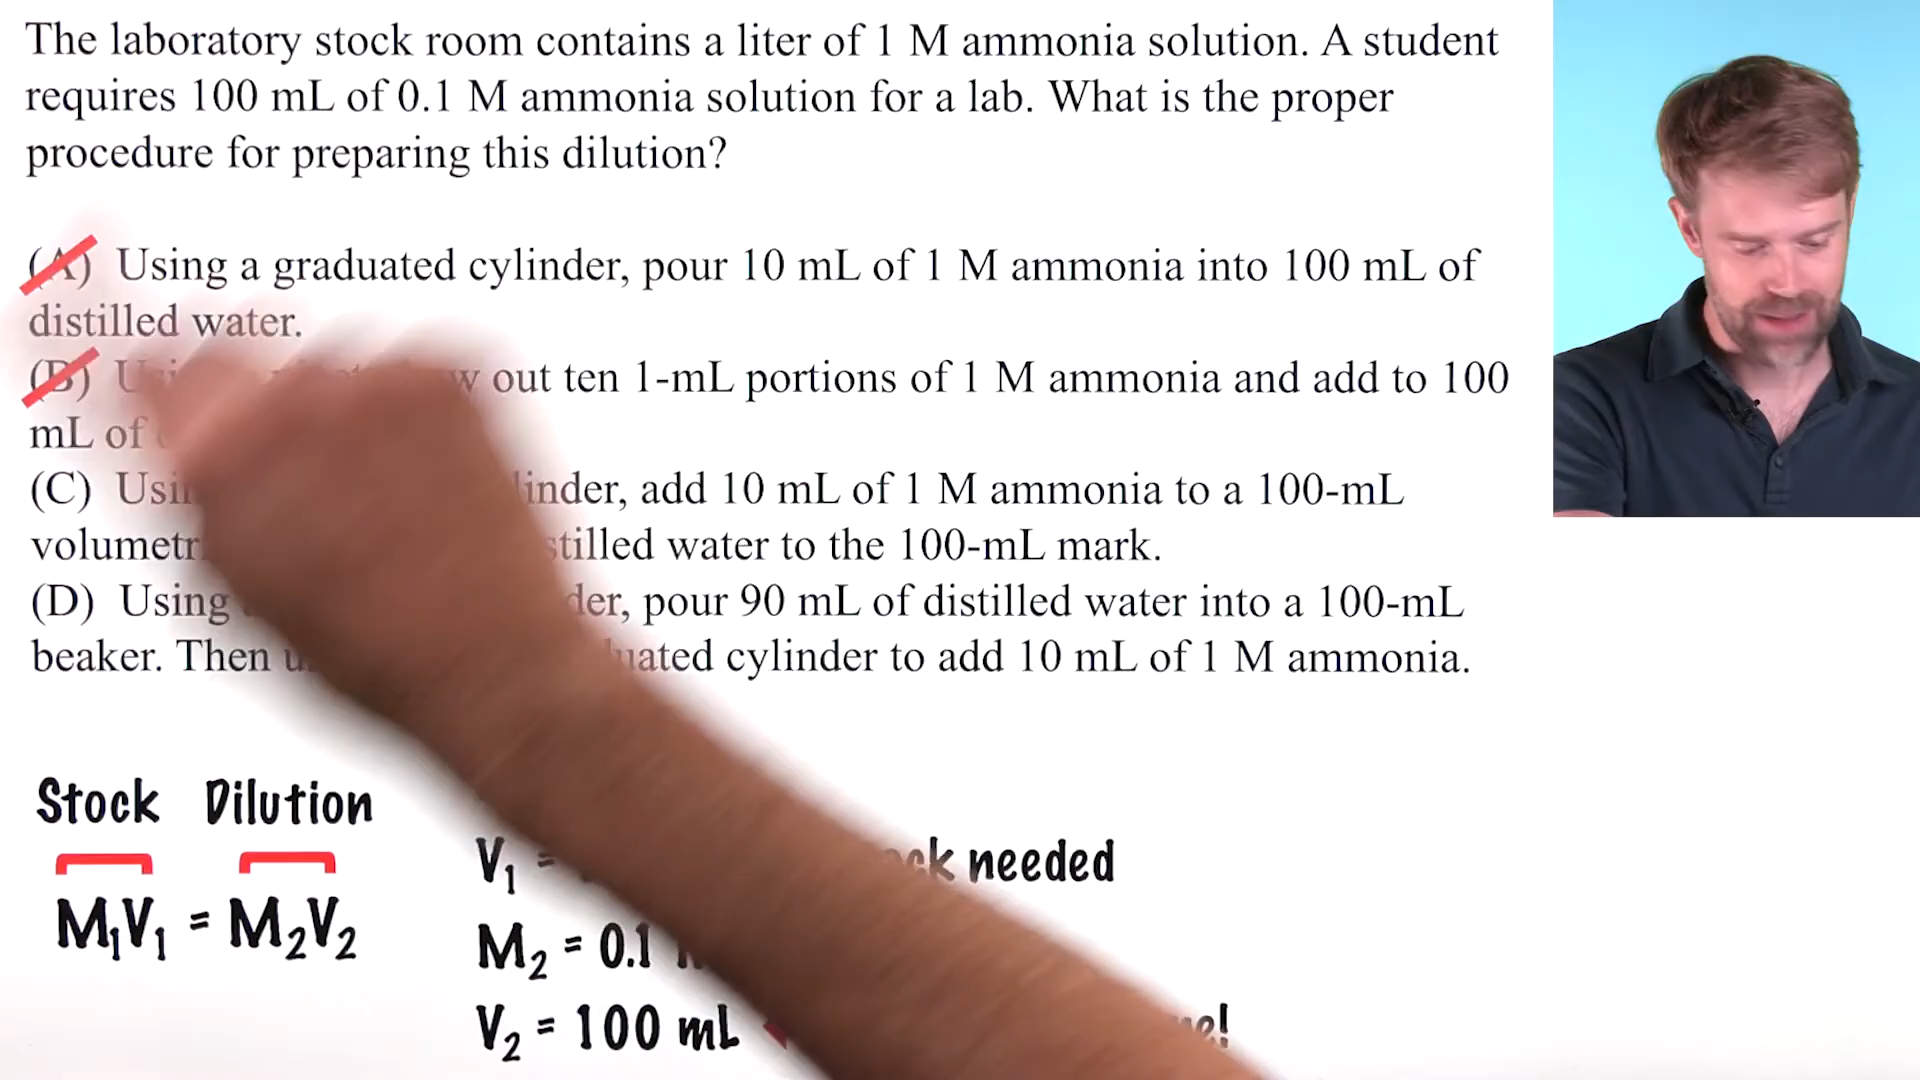 The laboratory stock room contains a liter of 1 M ammonia solution. A student
requires 100 mL of 0.1 M ammonia solution for a lab. What is the proper
procedure for preparing this dilution?
(A) Using a graduated cylinder, pour 10 mL of 1 M ammonia into 100 mL of
distilled water.
(B) out ten 1-mL portions of 1 M ammonia and add to 100
mL of
(C) add 10 mL of 1 M ammonia to a 100-mL
water to the 100-mL mark.
(D) Using pour 90 mL of distilled water into a 100-mL
beaker. Then cylinder to add 10 mL of 1 M ammonia.
Stock Dilution
V₁ = needed
M₁V₁ = M₂V₂
M₂ = 0.1
V₂ = 100 mL